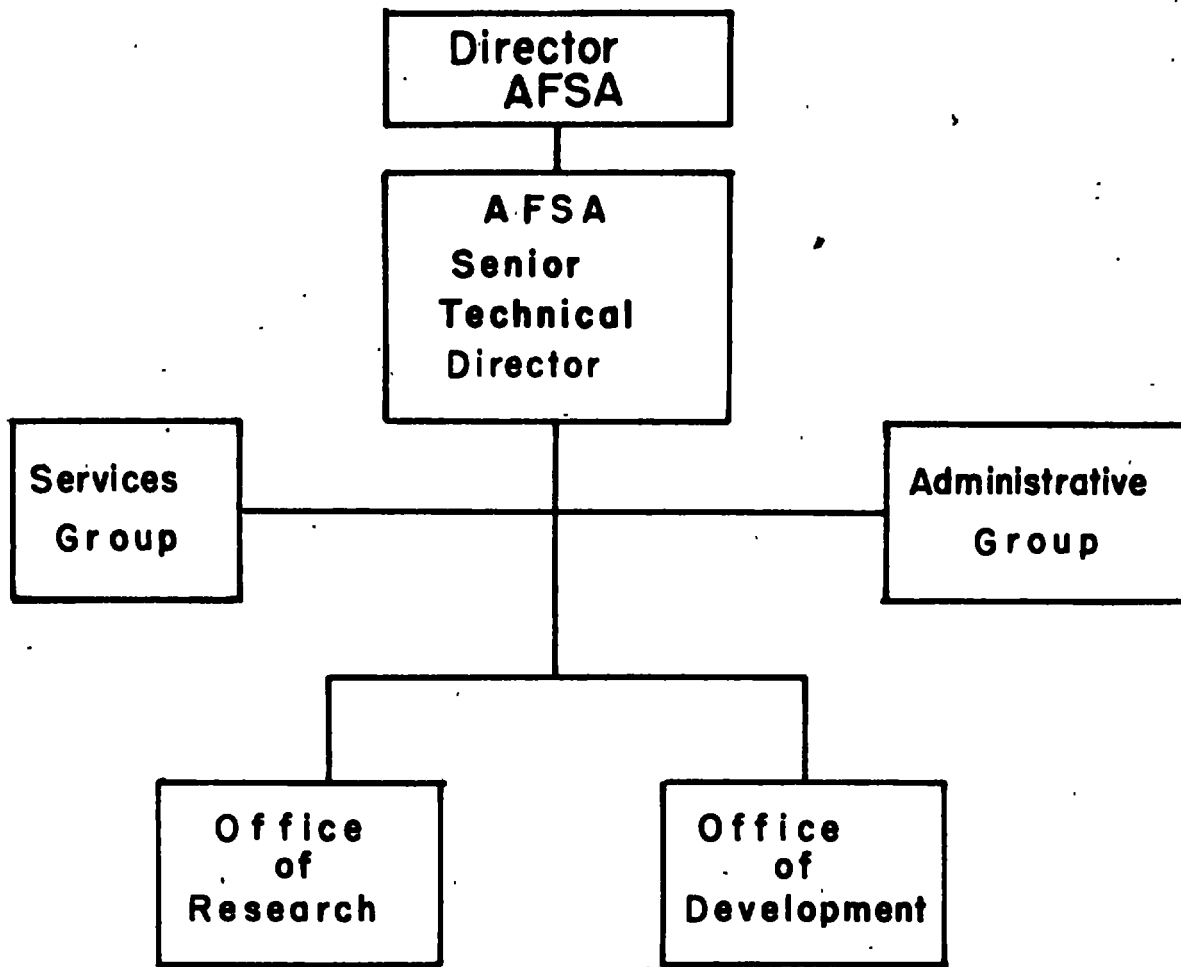 Director
AFSA
AFSA
Senior
Technical
Director
Services
Group
Administrative
Group
Office
of
Research
Office
of
Development